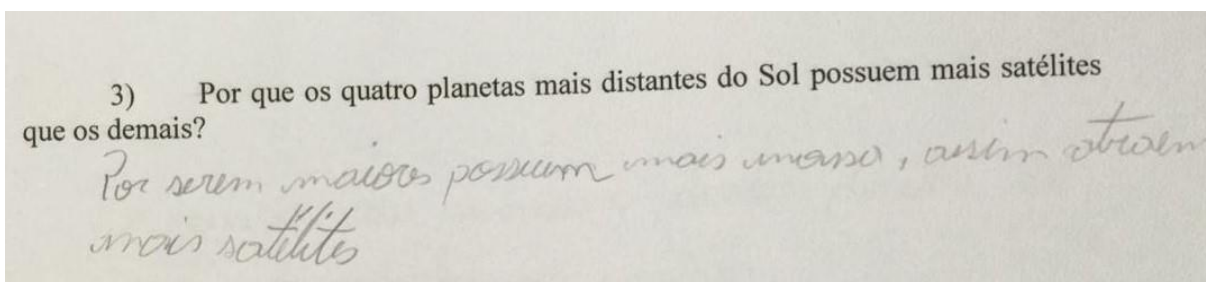 3) Por que os quatro planetas mais distantes do Sol possuem mais satélites
que os demais?
Por serem maiores possuem mais massa, assim atraem
mais satélites